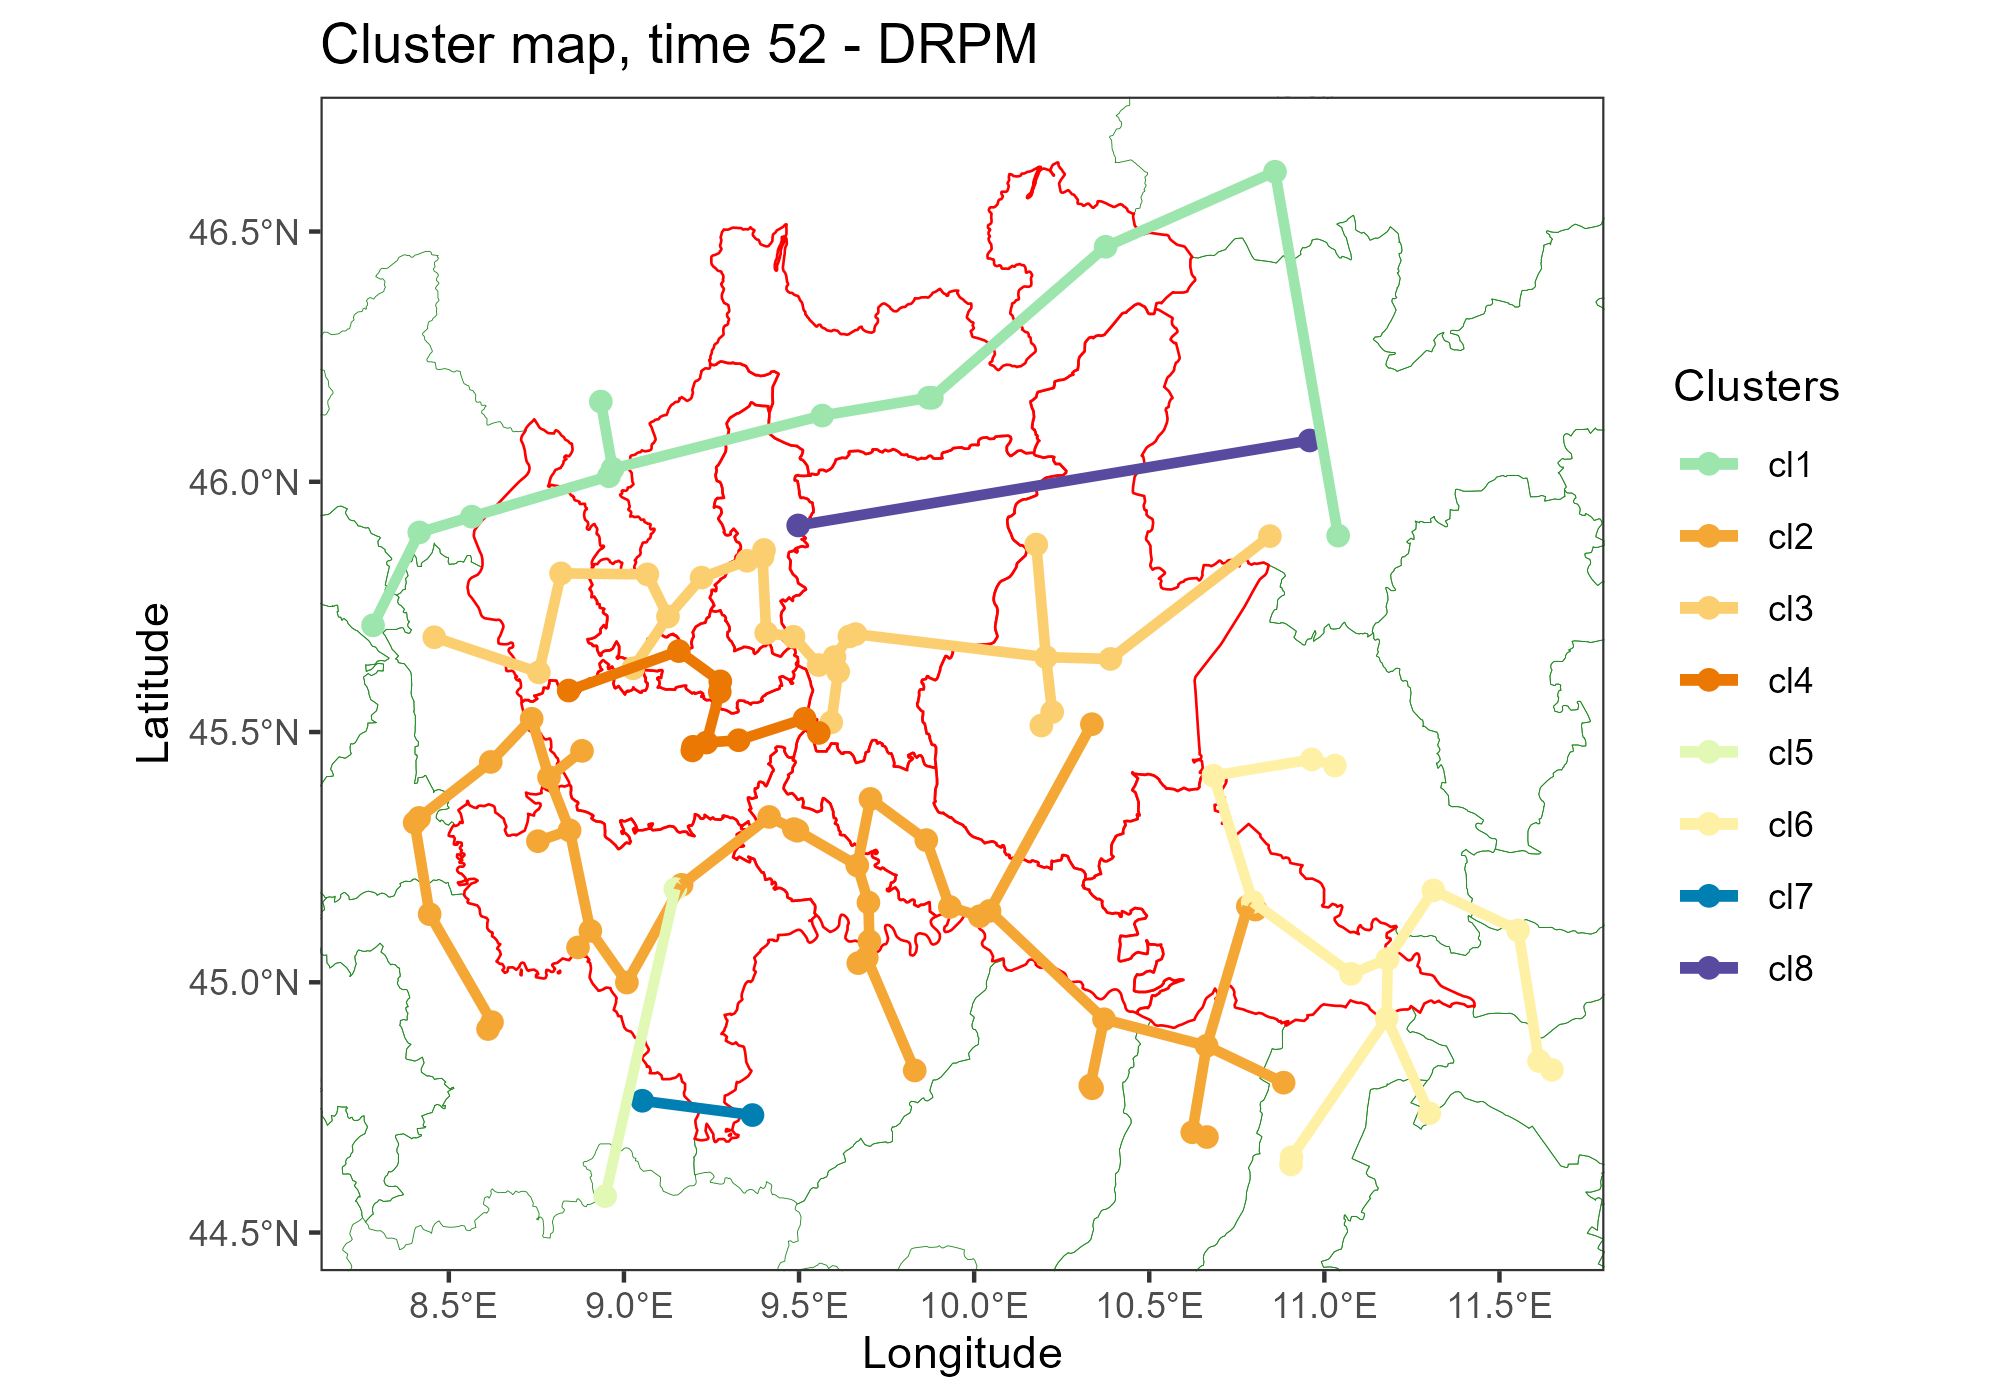 Cluster map, time 52 - DRPM
46.5°N
46.0°N
45.5°N
45.0°N
44.5°N
Latitude
8.5°E 9.0°E 9.5°E 10.0°E 10.5°E 11.0°E 11.5°E
Longitude
Clusters
cl1
cl2
cl3
cl4
cl5
cl6
cl7
cl8